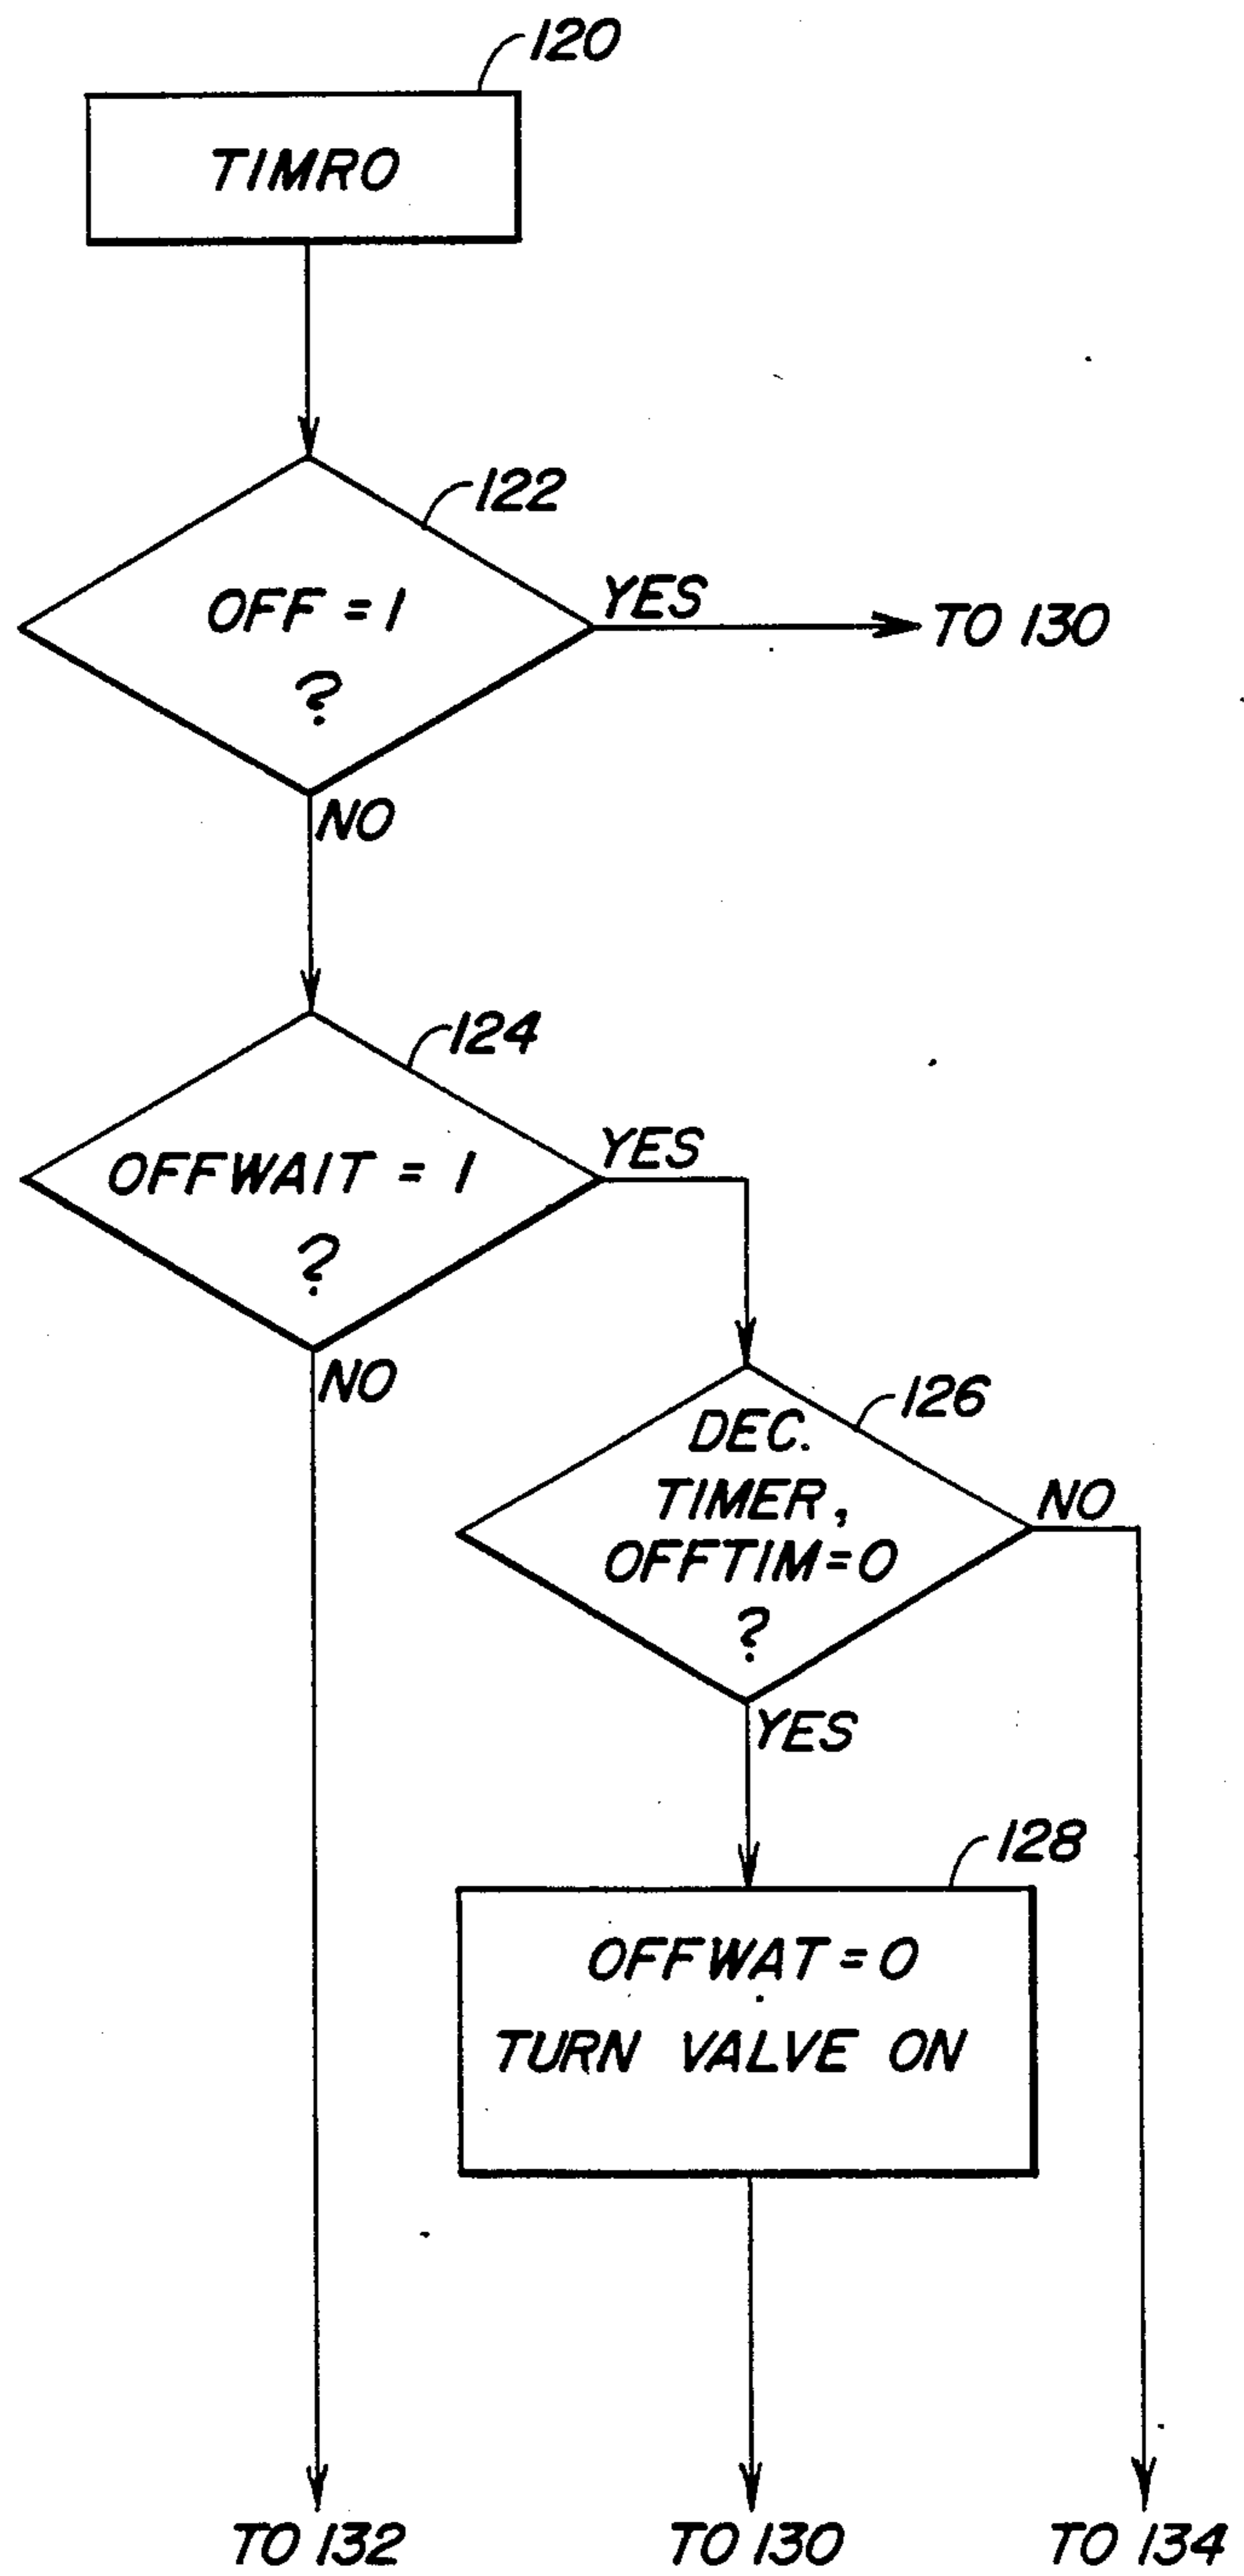 120
TIMRO
122
OFF = 1
?
YES
TO 130
NO
124
OFFWAIT = 1
?
YES
NO
126
DEC.
TIMER,
OFFTIM=0
?
NO
YES
128
OFFWAT = 0
TURN VALVE ON
TO 132
TO 130
TO 134